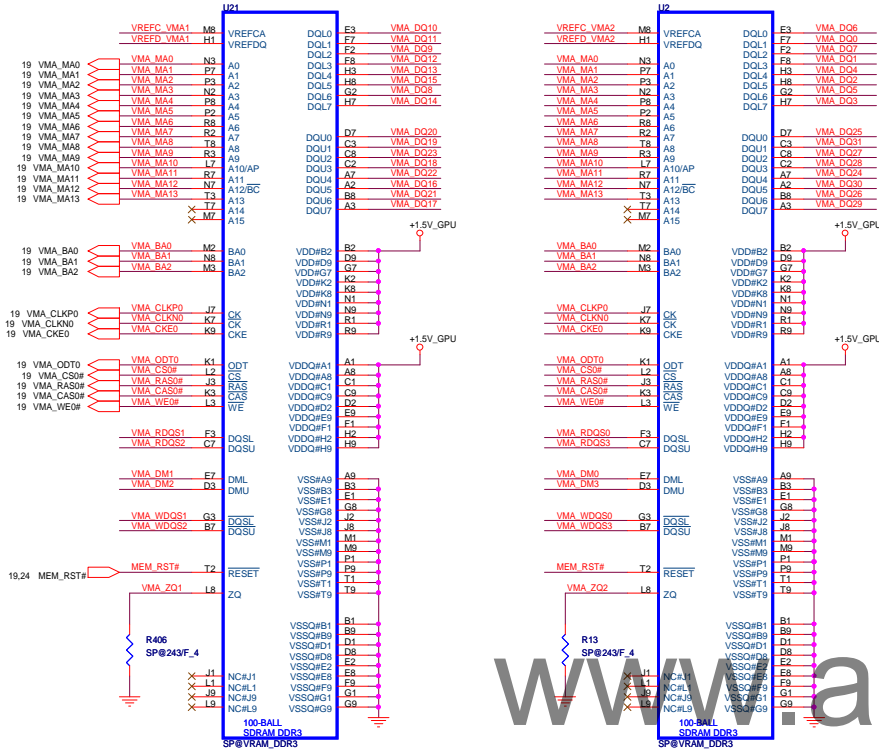 U21
VREFC_VMA1 M8 VREFCA DQL0 E3 VMA_DQ10
VREFD_VMA1 H1 VREFDQ DQL1 F7 VMA_DQ11
DQL2 F2 VMA_DQ9
19 VMA_MA0 VMA_MA0 N3 A0 DQL3 F8 VMA_DQ12
19 VMA_MA1 VMA_MA1 P7 A1 DQL4 H3 VMA_DQ13
19 VMA_MA2 VMA_MA2 P3 A2 DQL5 H8 VMA_DQ15
19 VMA_MA3 VMA_MA3 N2 A3 DQL6 G2 VMA_DQ8
19 VMA_MA4 VMA_MA4 P8 A4 DQL7 H7 VMA_DQ14
19 VMA_MA5 VMA_MA5 P2 A5
19 VMA_MA6 VMA_MA6 R8 A6
19 VMA_MA7 VMA_MA7 R2 A7 DQU0 D7 VMA_DQ20
19 VMA_MA8 VMA_MA8 T8 A8 DQU1 C3 VMA_DQ19
19 VMA_MA9 VMA_MA9 R3 A9 DQU2 C8 VMA_DQ23
19 VMA_MA10 VMA_MA10 L7 A10/AP DQU3 C2 VMA_DQ18
19 VMA_MA11 VMA_MA11 R7 A11 DQU4 A7 VMA_DQ22
19 VMA_MA12 VMA_MA12 N7 A12/BC DQU5 A2 VMA_DQ16
19 VMA_MA13 VMA_MA13 T3 A13 DQU6 B8 VMA_DQ21
T7 A14 DQU7 A3 VMA_DQ17
M7 A15
+1.5V_GPU
19 VMA_BA0 VMA_BA0 M2 BA0 VDD#B2 B2
19 VMA_BA1 VMA_BA1 N8 BA1 VDD#D9 D9
19 VMA_BA2 VMA_BA2 M3 BA2 VDD#G7 G7
VDD#K2 K2
VDD#K8 K8
VDD#N1 N1
19 VMA_CLKP0 VMA_CLKP0 J7 CK VDD#N9 N9
19 VMA_CLKN0 VMA_CLKN0 K7 CK VDD#R1 R1
19 VMA_CKE0 VMA_CKE0 K9 CKE VDD#R9 R9
+1.5V_GPU
19 VMA_ODT0 VMA_ODT0 K1 ODT VDDQ#A1 A1
19 VMA_CS0# VMA_CS0# L2 CS VDDQ#A8 A8
19 VMA_RAS0# VMA_RAS0# J3 RAS VDDQ#C1 C1
19 VMA_CAS0# VMA_CAS0# K3 CAS VDDQ#C9 C9
19 VMA_WE0# VMA_WE0# L3 WE VDDQ#D2 D2
VDDQ#E9 E9
VDDQ#F1 F1
VMA_RDQS1 F3 DQSL VDDQ#H2 H2
VMA_RDQS2 C7 DQSU VDDQ#H9 H9
VMA_DM1 E7 DML VSS#A9 A9
VMA_DM2 D3 DMU VSS#B3 B3
VSS#E1 E1
VSS#G8 G8
VMA_WDQS1 G3 DQSL VSS#J2 J2
VMA_WDQS2 B7 DQSU VSS#J8 J8
VSS#M1 M1
VSS#M9 M9
VSS#P1 P1
19,24 MEM_RST# MEM_RST# T2 RESET VSS#P9 P9
VSS#T1 T1
VMA_ZQ1 L8 ZQ VSS#T9 T9
VSSQ#B1 B1
R406 VSSQ#B9 B9
SP@243/F_4 VSSQ#D1 D1
VSSQ#D8 D8
VSSQ#E2 E2
J1 NC#J1 VSSQ#E8 E8
L1 NC#L1 VSSQ#F9 F9
J9 NC#J9 VSSQ#G1 G1
L9 NC#L9 VSSQ#G9 G9
100-BALL
SDRAM DDR3
SP@VRAM_DDR3
U2
VREFC_VMA2 M8 VREFCA DQL0 E3 VMA_DQ6
VREFD_VMA2 H1 VREFDQ DQL1 F7 VMA_DQ0
DQL2 F2 VMA_DQ7
VMA_MA0 N3 A0 DQL3 F8 VMA_DQ1
VMA_MA1 P7 A1 DQL4 H3 VMA_DQ4
VMA_MA2 P3 A2 DQL5 H8 VMA_DQ2
VMA_MA3 N2 A3 DQL6 G2 VMA_DQ5
VMA_MA4 P8 A4 DQL7 H7 VMA_DQ3
VMA_MA5 P2 A5
VMA_MA6 R8 A6
VMA_MA7 R2 A7 DQU0 D7 VMA_DQ25
VMA_MA8 T8 A8 DQU1 C3 VMA_DQ31
VMA_MA9 R3 A9 DQU2 C8 VMA_DQ27
VMA_MA10 L7 A10/AP DQU3 C2 VMA_DQ28
VMA_MA11 R7 A11 DQU4 A7 VMA_DQ24
VMA_MA12 N7 A12/BC DQU5 A2 VMA_DQ30
VMA_MA13 T3 A13 DQU6 B8 VMA_DQ26
T7 A14 DQU7 A3 VMA_DQ29
M7 A15
+1.5V_GPU
VMA_BA0 M2 BA0 VDD#B2 B2
VMA_BA1 N8 BA1 VDD#D9 D9
VMA_BA2 M3 BA2 VDD#G7 G7
VDD#K2 K2
VDD#K8 K8
VDD#N1 N1
VMA_CLKP0 J7 CK VDD#N9 N9
VMA_CLKN0 K7 CK VDD#R1 R1
VMA_CKE0 K9 CKE VDD#R9 R9
+1.5V_GPU
VMA_ODT0 K1 ODT VDDQ#A1 A1
VMA_CS0# L2 CS VDDQ#A8 A8
VMA_RAS0# J3 RAS VDDQ#C1 C1
VMA_CAS0# K3 CAS VDDQ#C9 C9
VMA_WE0# L3 WE VDDQ#D2 D2
VDDQ#E9 E9
VDDQ#F1 F1
VMA_RDQS0 F3 DQSL VDDQ#H2 H2
VMA_RDQS3 C7 DQSU VDDQ#H9 H9
VMA_DM0 E7 DML VSS#A9 A9
VMA_DM3 D3 DMU VSS#B3 B3
VSS#E1 E1
VSS#G8 G8
VMA_WDQS0 G3 DQSL VSS#J2 J2
VMA_WDQS3 B7 DQSU VSS#J8 J8
VSS#M1 M1
VSS#M9 M9
VSS#P1 P1
MEM_RST# T2 RESET VSS#P9 P9
VSS#T1 T1
VMA_ZQ2 L8 ZQ VSS#T9 T9
VSSQ#B1 B1
R13 VSSQ#B9 B9
SP@243/F_4 VSSQ#D1 D1
VSSQ#D8 D8
VSSQ#E2 E2
J1 NC#J1 VSSQ#E8 E8
L1 NC#L1 VSSQ#F9 F9
J9 NC#J9 VSSQ#G1 G1
L9 NC#L9 VSSQ#G9 G9
100-BALL
SDRAM DDR3
SP@VRAM_DDR3
www.a